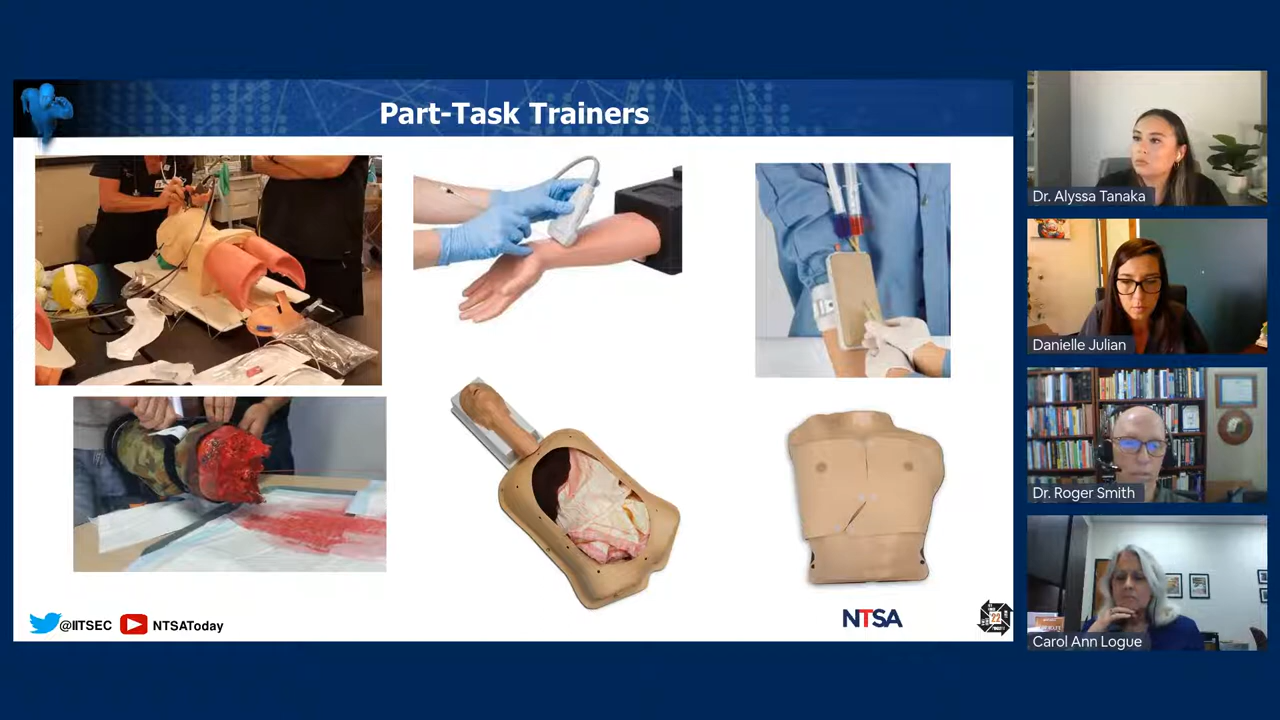 Part-Task Trainers
@IITSEC
NTSAToday
NTSA
Dr. Alyssa Tanaka
Danielle Julian
Dr. Roger Smith
Carol Ann Logue